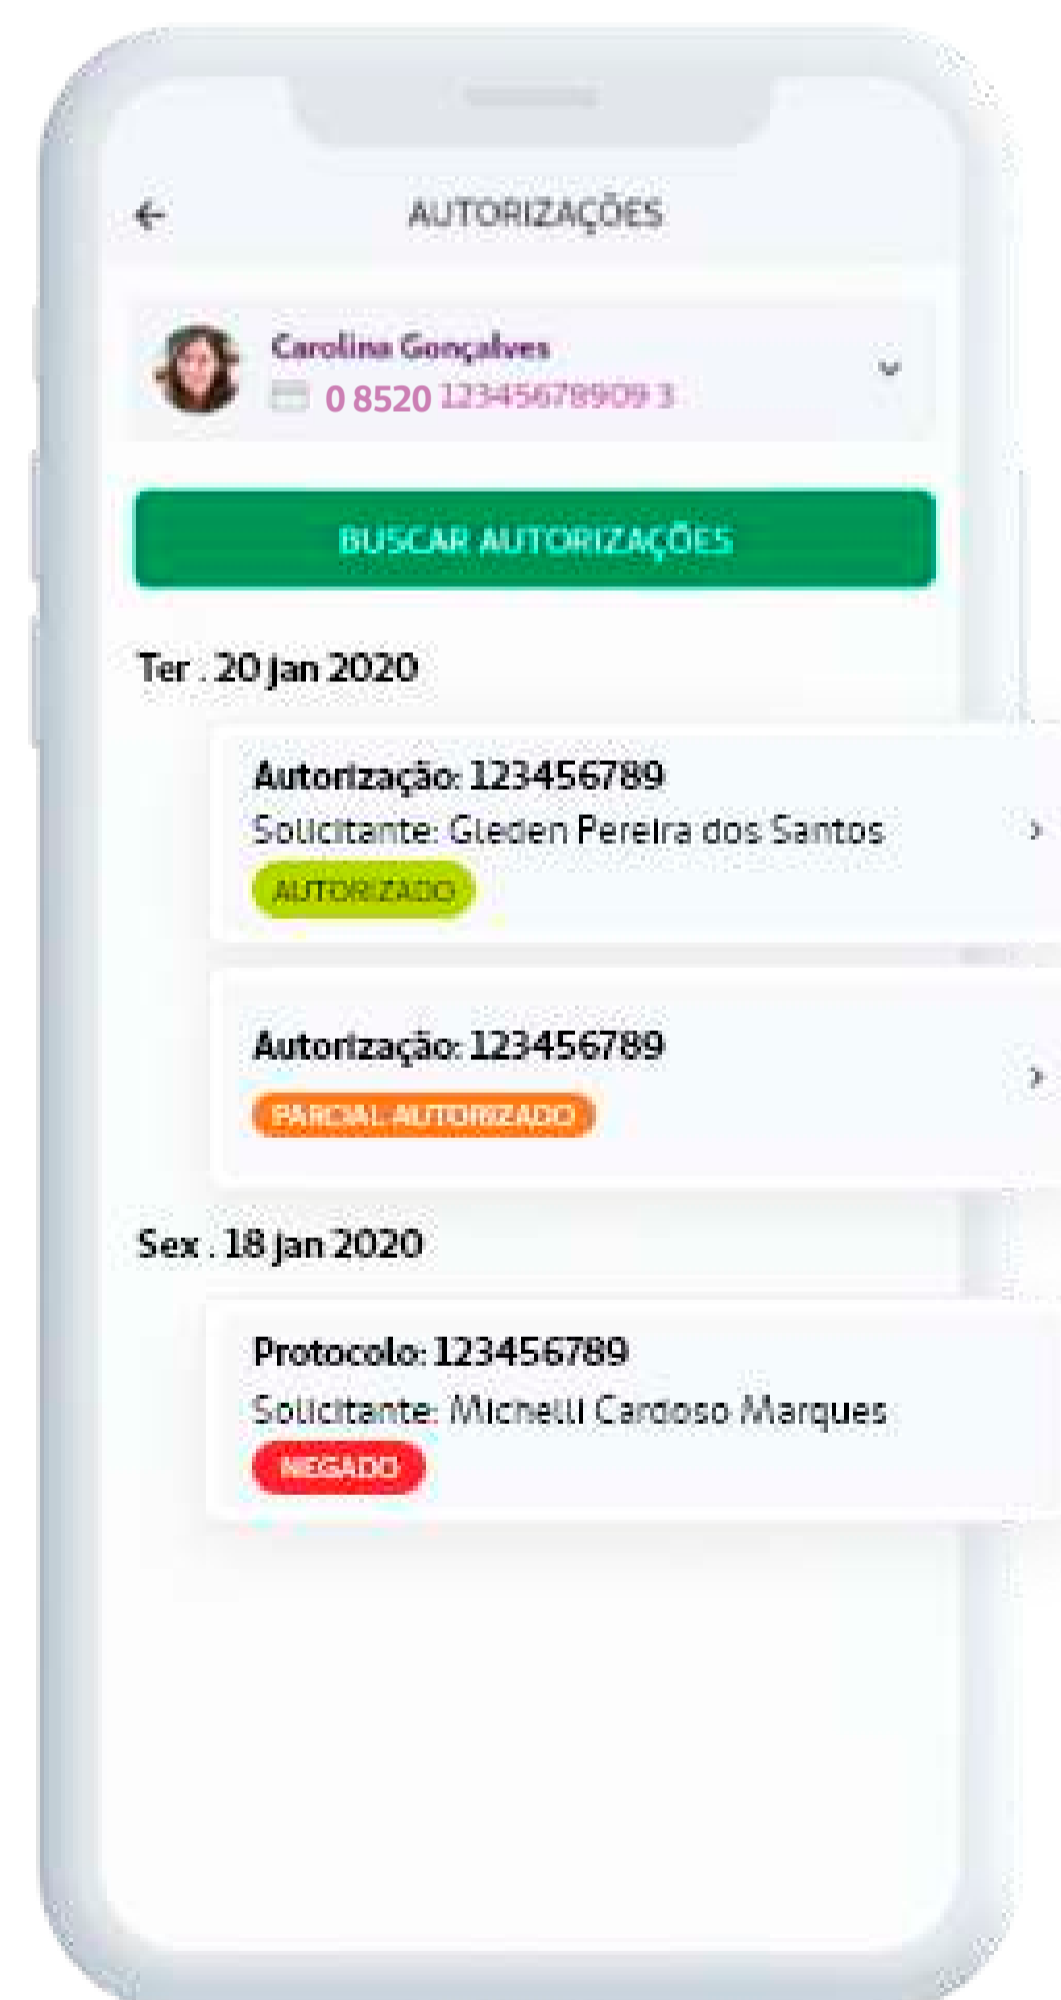 AUTORIZAÇÕES
Carolina Gonçalves
0 8520 12345678909 3
BUSCAR AUTORIZAÇÕES
Ter . 20 Jan 2020
Autorização: 123456789
Solicitante: Gleden Pereira dos Santos
AUTORIZADO
Autorização: 123456789
PARCIAL-AUTORIZADO
Sex . 18 Jan 2020
Protocolo: 123456789
Solicitante: Michelli Cardoso Marques
NEGADO